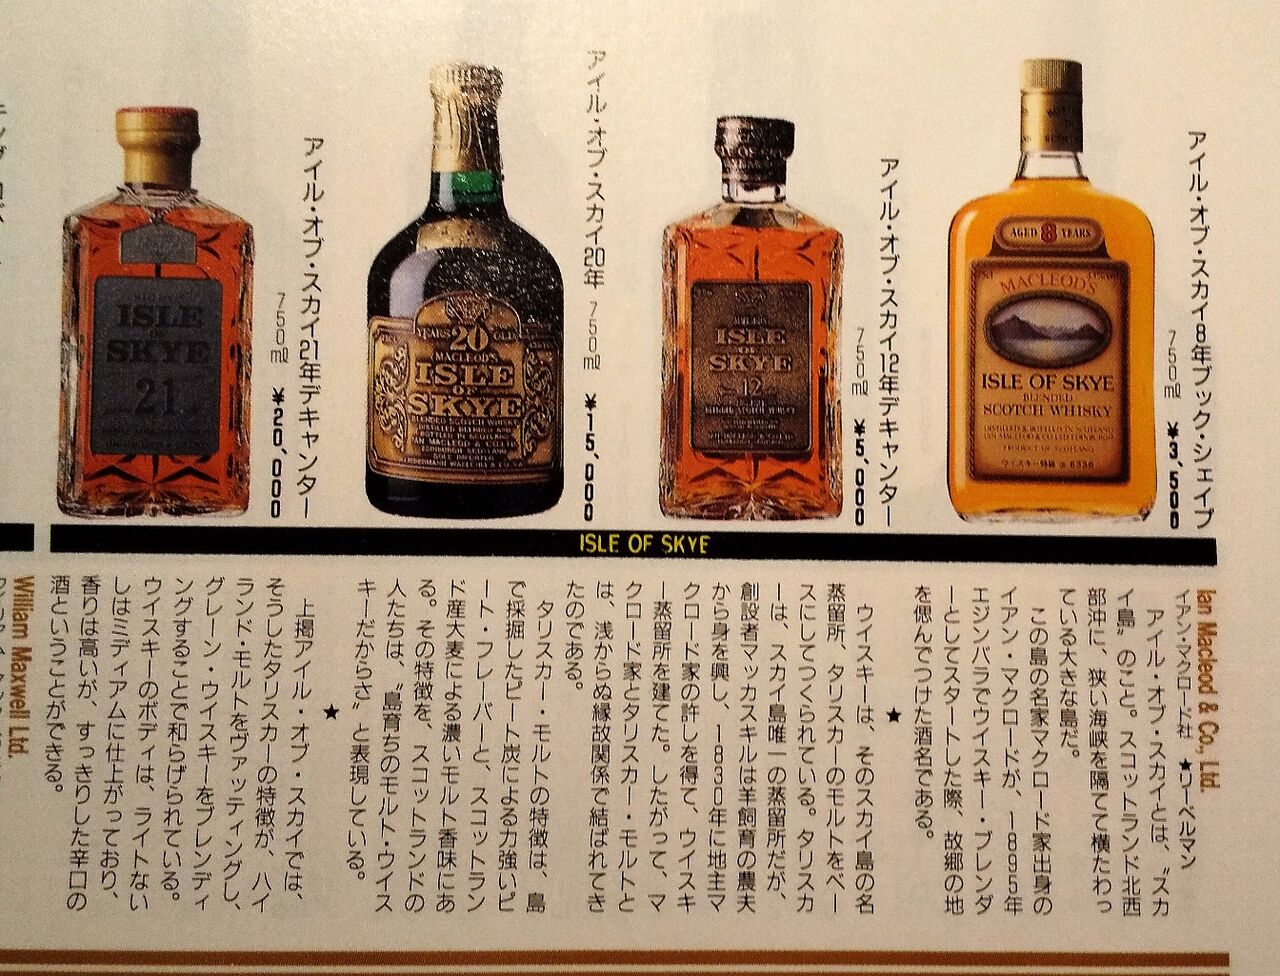 アイル・オブ・スカイ8年ブック・シェイプ
750㎖ ¥3,500
アイル・オブ・スカイ12年デキャンター
750㎖ ¥5,000
アイル・オブ・スカイ20年 750㎖ ¥15,000
アイル・オブ・スカイ21年デキャンター
750㎖ ¥20,000
AGED 8 YEARS
MACLEOD'S
ISLE OF SKYE
BLENDED
SCOTCH WHISKY
DISTILLED & BOTTLED IN SCOTLAND
PRODUCT OF SCOTLAND
ウイスキー特級
ISLE
OF
SKYE
12
YEARS 20 OLD
MACLEOD'S
ISLE
OF
SKYE
BLENDED SCOTCH WHISKY
ISLE
OF
SKYE
21
ISLE OF SKYE
Ian Macleod & Co., Ltd.
イアン・マクロード社 ★リーベルマン
アイル・オブ・スカイとは、〝スカ
イ島〟のこと。スコットランド北西
部沖に、狭い海峡を隔てて横たわっ
ている大きな島だ。
この島の名家マクロード家出身の
イアン・マクロードが、1895年
エジンバラでウイスキー・ブレンダ
ーとしてスタートした際、故郷の地
を偲んでつけた酒名である。
★
ウイスキーは、そのスカイ島の名
蒸留所、タリスカーのモルトをベー
スにしてつくられている。タリスカ
ーは、スカイ島唯一の蒸留所だが、
創設者マッカスキルは羊飼育の農夫
から身を興し、1830年に地主マ
クロード家の許しを得て、ウイスキ
ー蒸留所を建てた。したがって、マ
クロード家とタリスカー・モルトと
は、浅からぬ縁故関係で結ばれてき
たのである。
タリスカー・モルトの特徴は、島
で採掘したピート炭による力強いピ
ート・フレーバーと、スコットラン
ド産大麦による濃いモルト香味にあ
る。その特徴を、スコットランドの
人たちは、〝島育ちのモルト・ウイス
キーだからさ〟と表現している。
★
上掲アイル・オブ・スカイでは、
そうしたタリスカーの特徴が、ハイ
ランド・モルトをヴァッティングし、
グレーン・ウイスキーをブレンディ
ングすることで和らげられている。
ウイスキーのボディは、ライトない
しはミディアムに仕上がっており、
香りは高いが、すっきりした辛口の
酒ということができる。
William Maxwell Ltd.